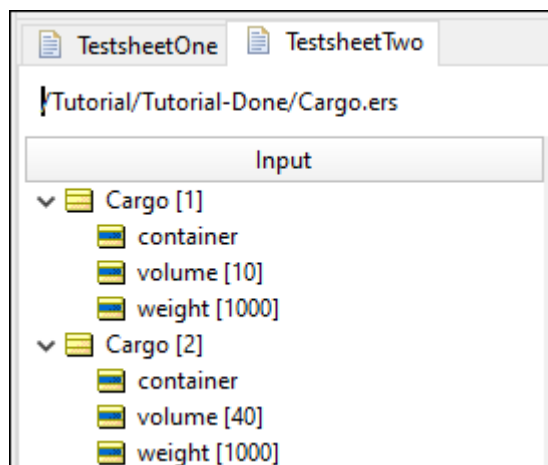 TestsheetOne TestsheetTwo
/Tutorial/Tutorial-Done/Cargo.ers
Input
Cargo [1]
container
volume [10]
weight [1000]
Cargo [2]
container
volume [40]
weight [1000]